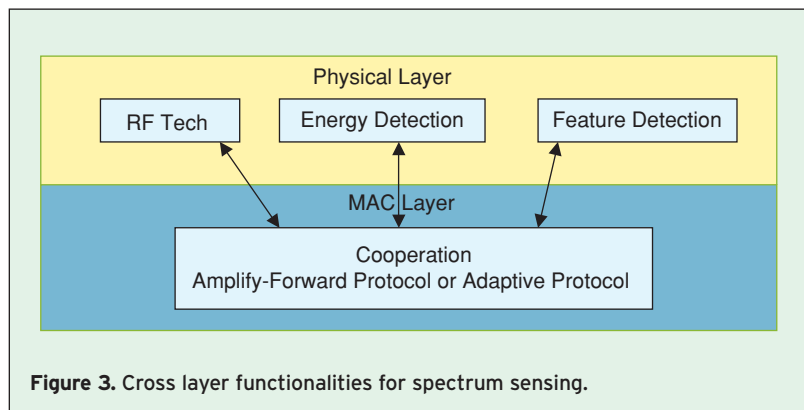 Physical Layer
RF Tech
Energy Detection
Feature Detection
MAC Layer
Cooperation
Amplify-Forward Protocol or Adaptive Protocol
Figure 3. Cross layer functionalities for spectrum sensing.